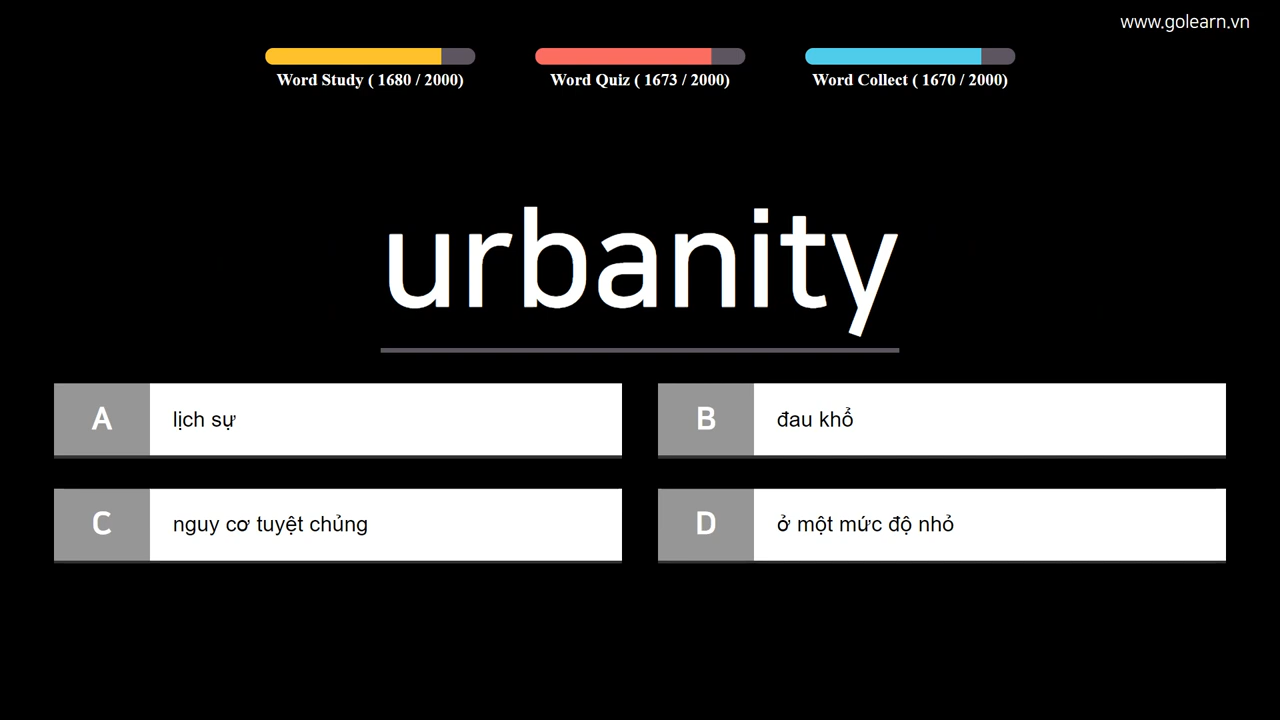 www.golearn.vn
Word Study ( 1680 / 2000)
Word Quiz ( 1673 / 2000)
Word Collect ( 1670 / 2000)
urbanity
A lịch sự
B đau khổ
C nguy cơ tuyệt chủng
D ở một mức độ nhỏ